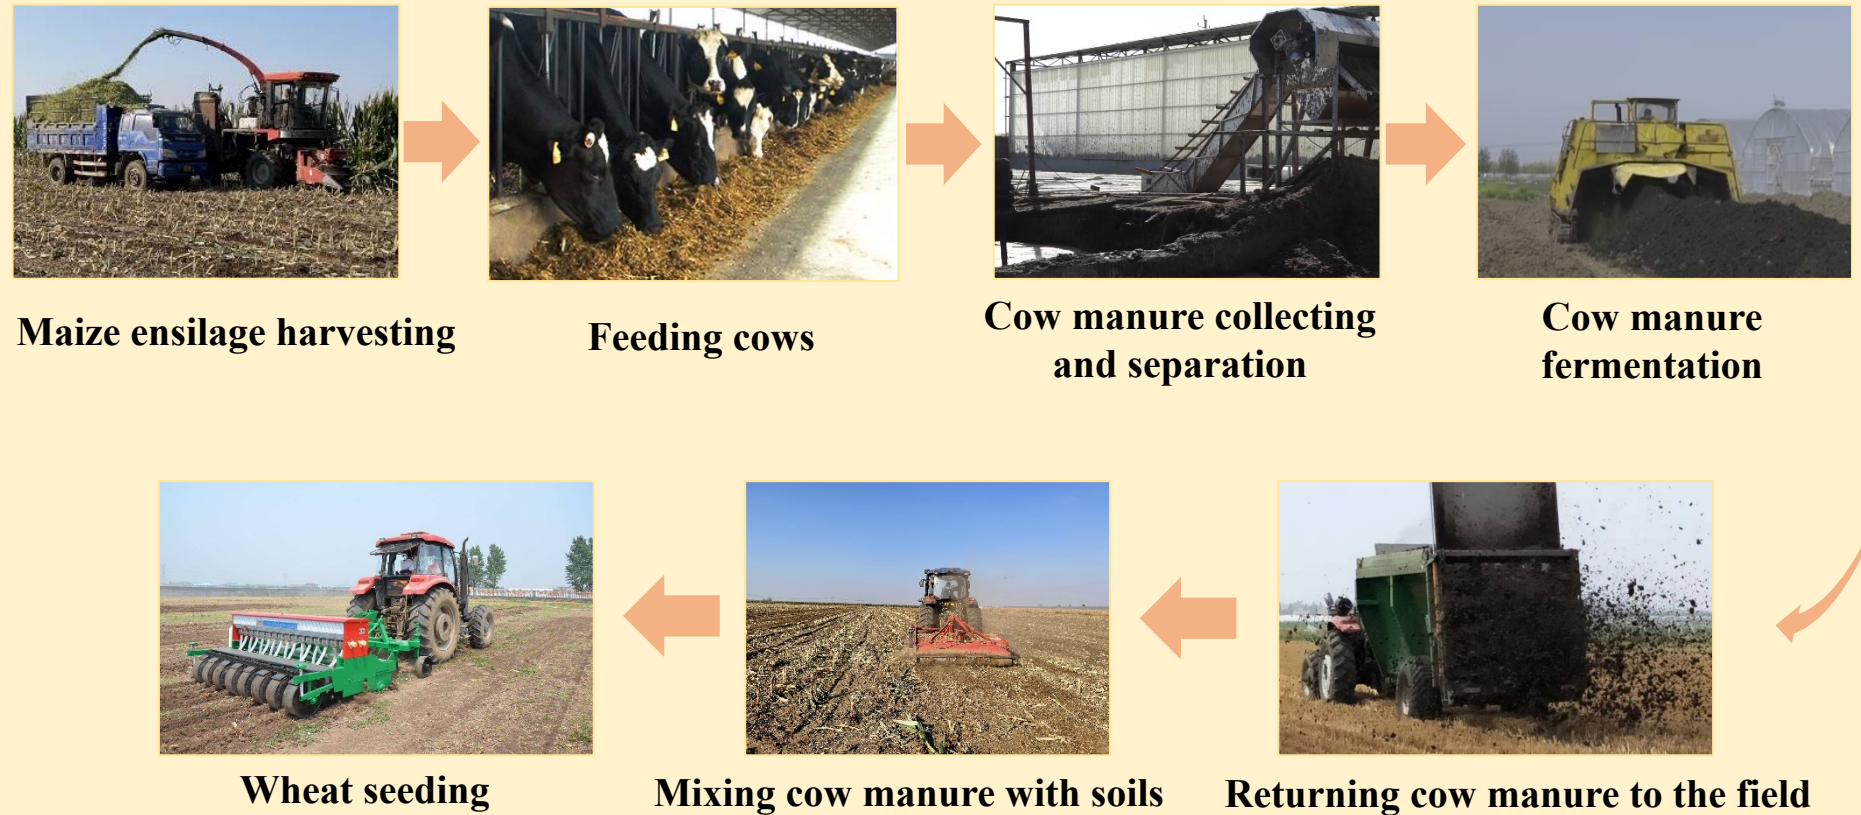 Maize ensilage harvesting
Feeding cows
Cow manure collecting
and separation
Cow manure
fermentation
Wheat seeding
Mixing cow manure with soils
Returning cow manure to the field